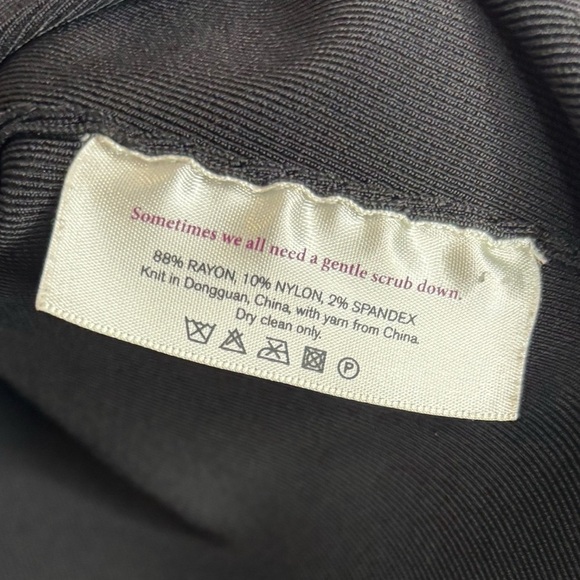 Sometimes we all need a gentle scrub down.
88% RAYON, 10% NYLON, 2% SPANDEX
Knit in Dongguan, China, with yarn from China.
Dry clean only.
P